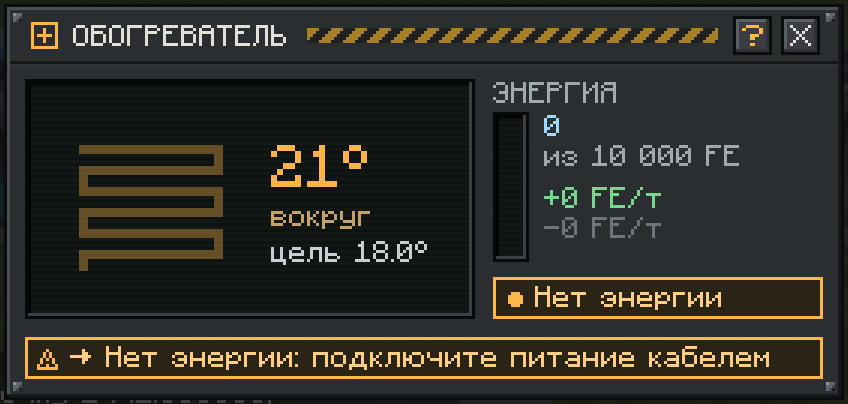 ОБОГРЕВАТЕЛЬ
?
ЭНЕРГИЯ
0
из 10 000 FE
+0 FE/т
-0 FE/т
21°
вокруг
цель 18.0°
Нет энергии
→ Нет энергии: подключите питание кабелем